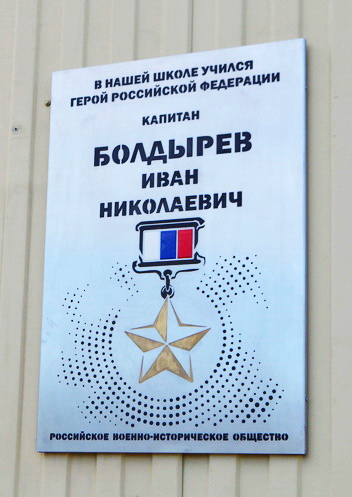 В НАШЕЙ ШКОЛЕ УЧИЛСЯ
ГЕРОЙ РОССИЙСКОЙ ФЕДЕРАЦИИ
КАПИТАН
БОЛДЫРЕВ
ИВАН
НИКОЛАЕВИЧ
РОССИЙСКОЕ ВОЕННО-ИСТОРИЧЕСКОЕ ОБЩЕСТВО